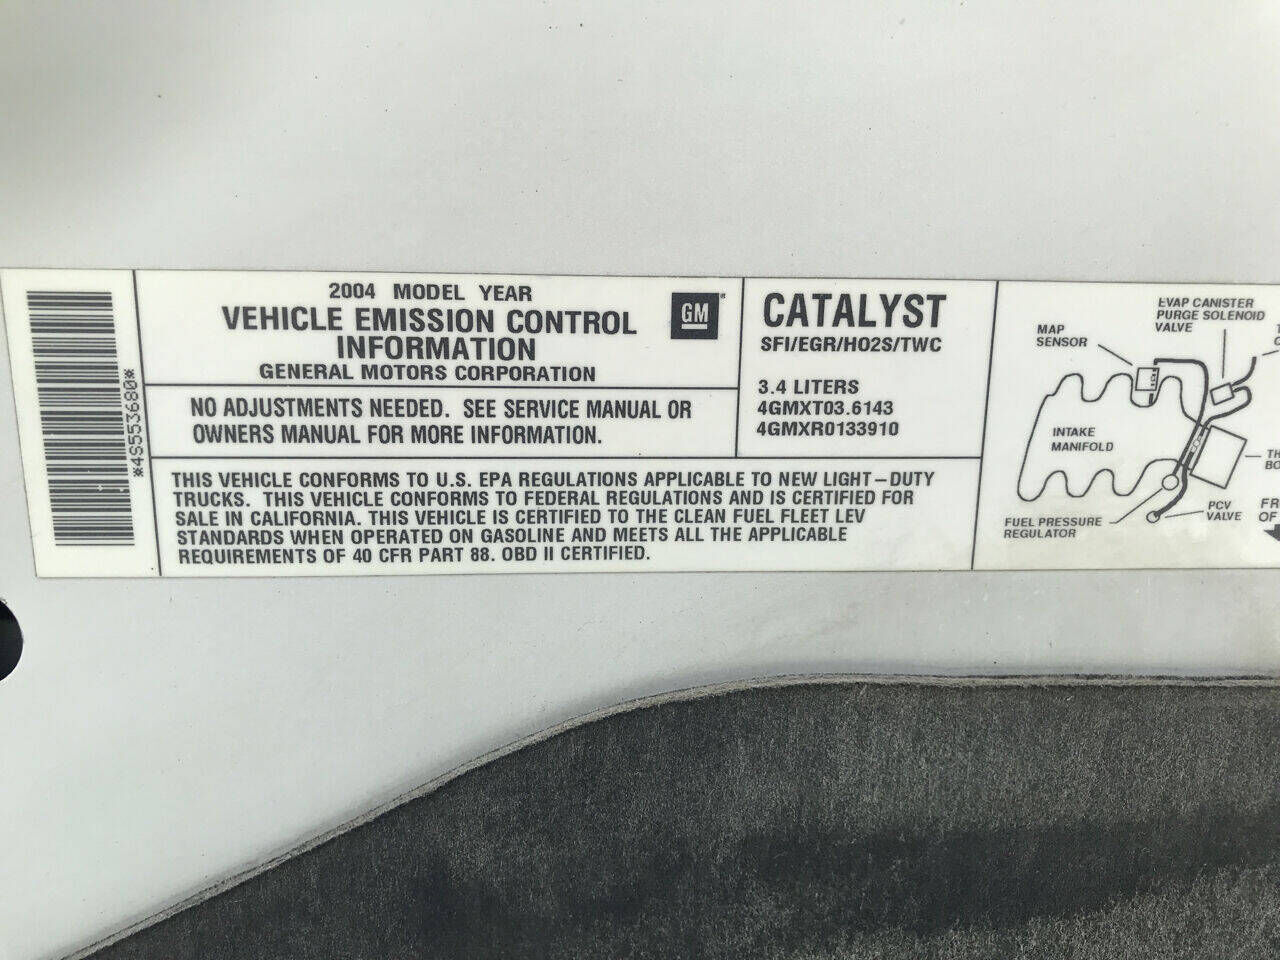 *4S553680*
2004 MODEL YEAR
VEHICLE EMISSION CONTROL
INFORMATION
GENERAL MOTORS CORPORATION
GM
NO ADJUSTMENTS NEEDED. SEE SERVICE MANUAL OR
OWNERS MANUAL FOR MORE INFORMATION.
CATALYST
SFI/EGR/HO2S/TWC
3.4 LITERS
4GMXT03.6143
4GMXR0133910
THIS VEHICLE CONFORMS TO U.S. EPA REGULATIONS APPLICABLE TO NEW LIGHT-DUTY
TRUCKS. THIS VEHICLE CONFORMS TO FEDERAL REGULATIONS AND IS CERTIFIED FOR
SALE IN CALIFORNIA. THIS VEHICLE IS CERTIFIED TO THE CLEAN FUEL FLEET LEV
STANDARDS WHEN OPERATED ON GASOLINE AND MEETS ALL THE APPLICABLE
REQUIREMENTS OF 40 CFR PART 88. OBD II CERTIFIED.
MAP
SENSOR
EVAP CANISTER
PURGE SOLENOID
VALVE
INTAKE
MANIFOLD
FUEL PRESSURE
REGULATOR
PCV
VALVE
OF